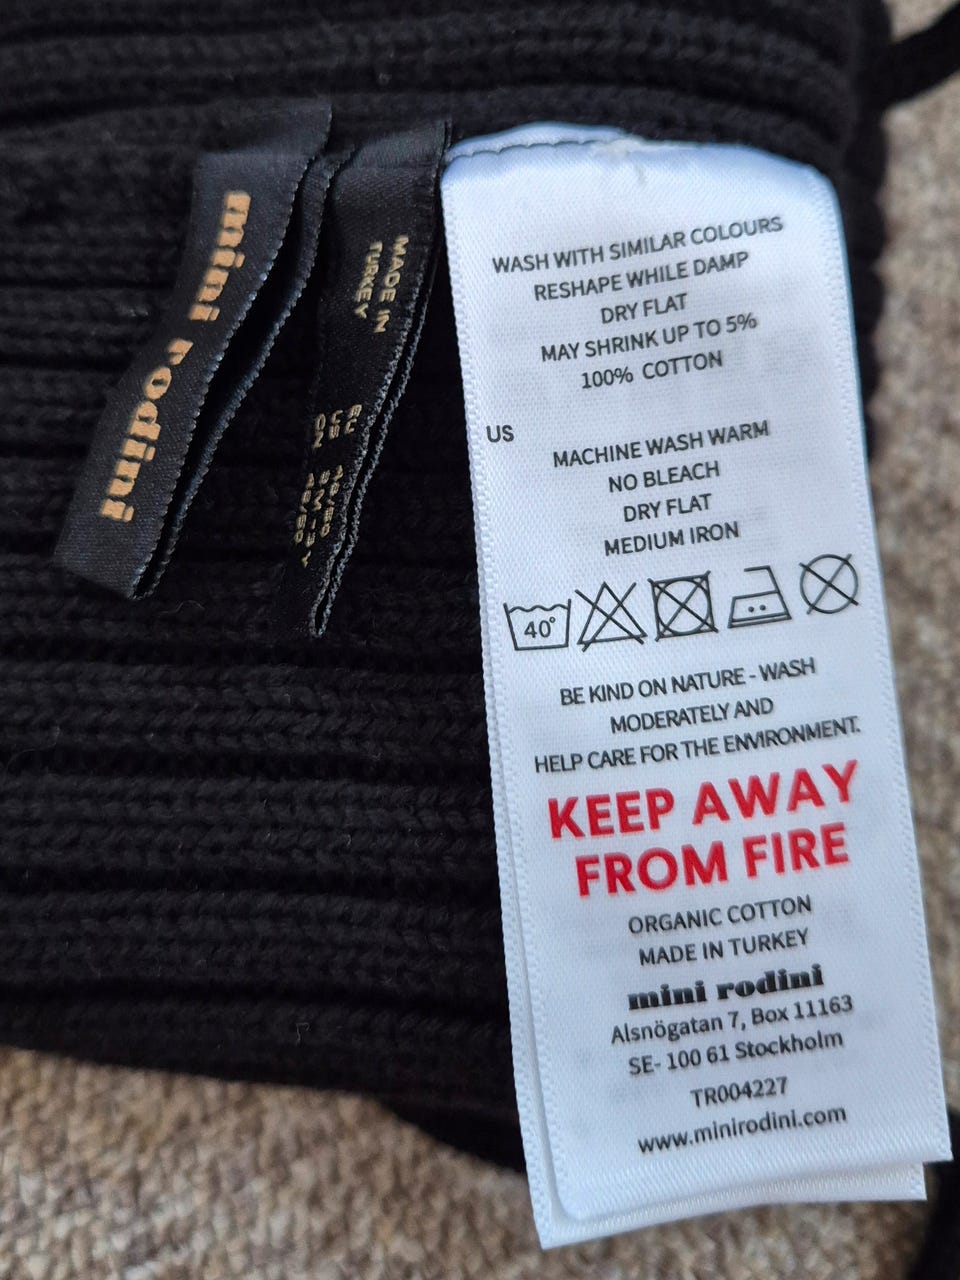 mini rodini
MADE IN
TURKEY
EU
US
CN
WASH WITH SIMILAR COLOURS
RESHAPE WHILE DAMP
DRY FLAT
MAY SHRINK UP TO 5%
100% COTTON
US
MACHINE WASH WARM
NO BLEACH
DRY FLAT
MEDIUM IRON
40°
BE KIND ON NATURE - WASH
MODERATELY AND
HELP CARE FOR THE ENVIRONMENT.
KEEP AWAY
FROM FIRE
ORGANIC COTTON
MADE IN TURKEY
mini rodini
Alsnögatan 7, Box 11163
SE- 100 61 Stockholm
TR004227
www.minirodini.com